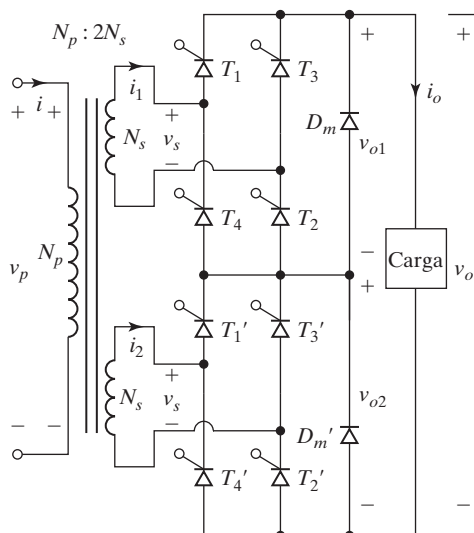 N_p : 2N_s
i
+ +
v_p
N_p
− −
i_1
N_s
+
v_s
−
T_1
T_3
T_4
T_2
D_m
+
v_o1
−
i_o
+
Carga
v_o
i_2
N_s
+
v_s
−
T_1′
T_3′
T_4′
T_2′
D_m′
+
v_o2
−
−